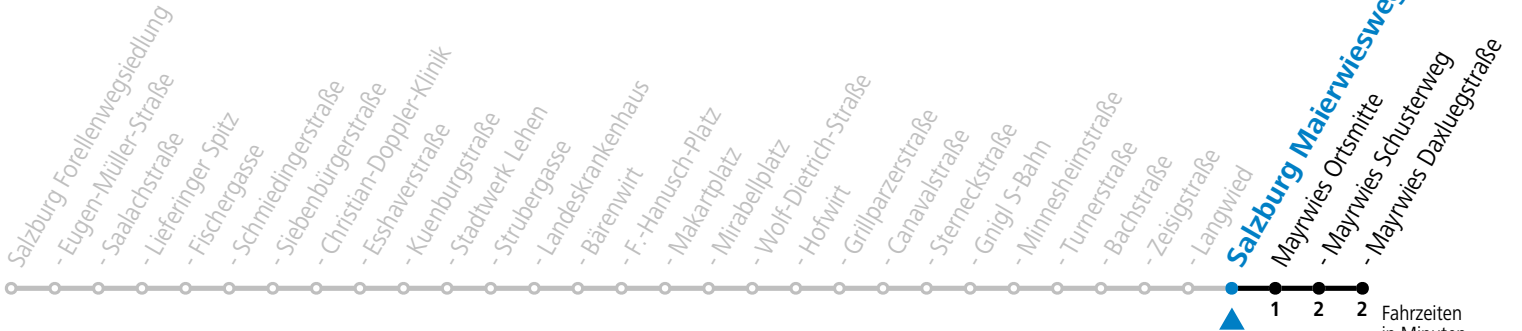 Salzburg Forellenwegsiedlung
- Eugen-Müller-Straße
- Saalachstraße
- Lieferinger Spitz
- Fischergasse
- Schmiedingerstraße
- Siebenbürgerstraße
- Christian-Doppler-Klinik
- Esshaverstraße
- Kuenburgstraße
- Stadtwerk Lehen
- Strubergasse
- Landeskrankenhaus
- Bärenwirt
- F.-Hanusch-Platz
- Makartplatz
- Mirabellplatz
- Wolf-Dietrich-Straße
- Hofwirt
- Grillparzerstraße
- Canavalstraße
- Sterneckstraße
- Gnigl S-Bahn
- Minnesheimstraße
- Turnerstraße
- Bachstraße
- Zeisigstraße
- Langwied
Salzburg Maierwiesweg
Mayrwies Ortsmitte
- Mayrwies Schusterweg
- Mayrwies Daxluegstraße
1 2 2 Fahrzeiten
in Minuten